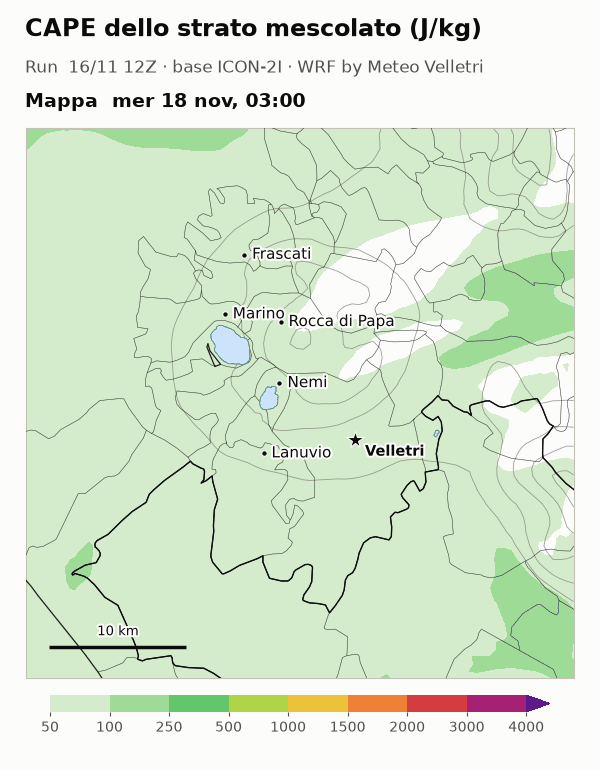 CAPE dello strato mescolato (J/kg)
Run  16/11 12Z · base ICON-2I · WRF by Meteo Velletri
Mappa  mer 18 nov, 03:00
Frascati
Marino
Rocca di Papa
Nemi
Velletri
Lanuvio
10 km
50 100 250 500 1000 1500 2000 3000 4000